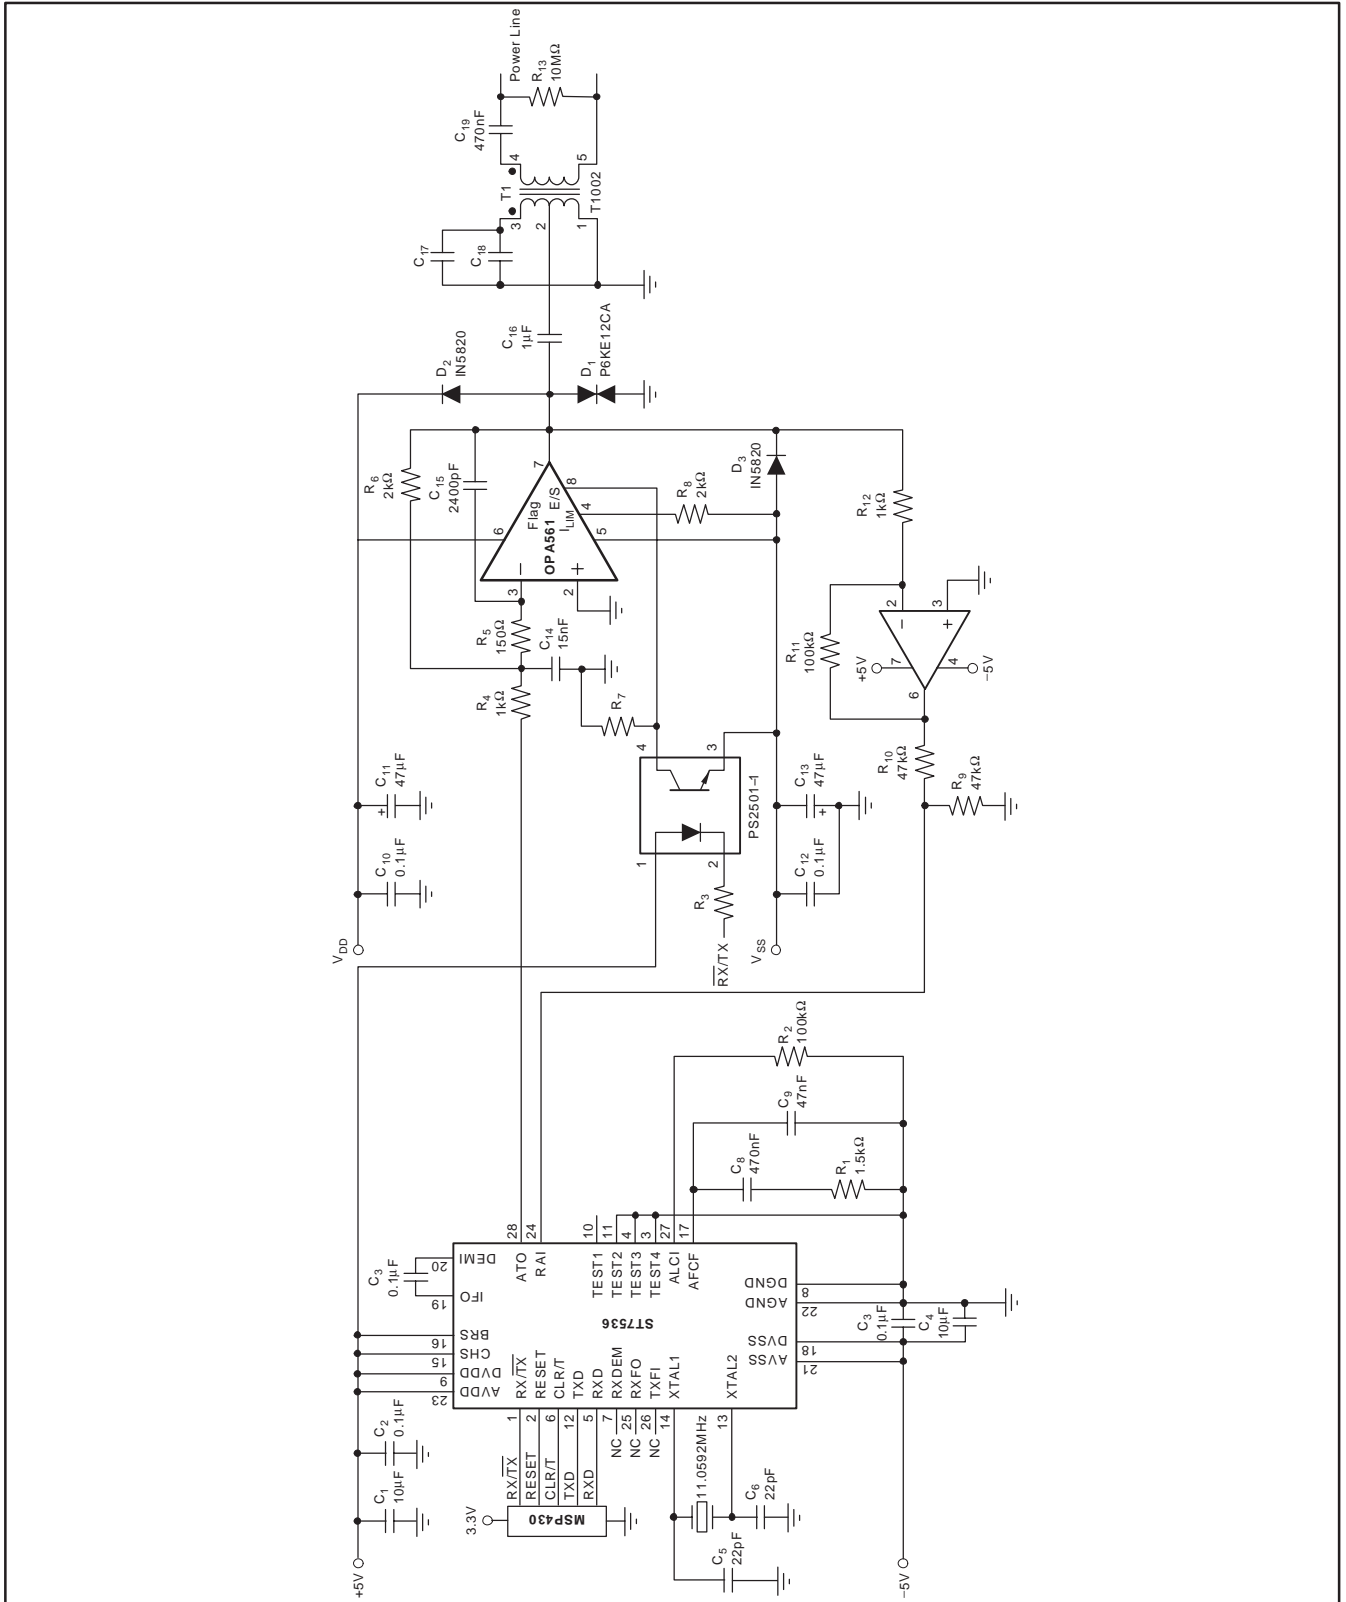 Power Line
R13
10MΩ
C19
470nF
4
5
T1
T1002
3
2
1
C17
C18
C16
1µF
D2
IN5820
D1
P6KE12CA
R6
2kΩ
C15
2400pF
7
6
Flag
E/S
8
OPA561
ILIM
4
5
−
+
3
2
R8
2kΩ
D3
IN5820
R12
1kΩ
R5
150Ω
C14
15nF
R4
1kΩ
R7
R11
100kΩ
2
3
−
+
+5V
7
4
−5V
6
R10
47kΩ
R9
47kΩ
C11
47µF
+
C10
0.1µF
4
3
PS2501-1
1
2
C13
47µF
+
C12
0.1µF
R3
RX/TX
VDD
VSS
R2
100kΩ
C9
47nF
C8
470nF
R1
1.5kΩ
C3
0.1µF
20
DEMI
19
IFO
28
ATO
24
RAI
10
TEST1
11
TEST2
4
TEST3
3
TEST4
27
ALCI
17
AFCF
ST7536
BRS
16
CHS
15
DVDD
9
AVDD
23
DGND
8
AGND
22
DVSS
18
AVSS
21
C3
0.1µF
C4
10µF
RX/TX
RESET
CLR/T
TXD
RXD
RXDEM
RXFO
TXFI
XTAL1
XTAL2
1
2
6
12
5
7
25
26
14
13
NC
NC
NC
RX/TX
RESET
CLR/T
TXD
RXD
3.3V
MSP430
C2
0.1µF
C1
10µF
11.0592MHz
C6
22pF
C5
22pF
+5V
−5V